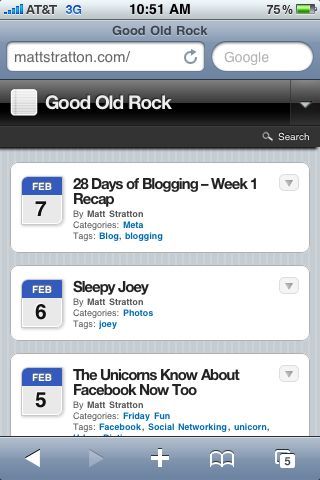 AT&T 3G 10:51 AM 75%
Good Old Rock
mattstratton.com/ Google
Good Old Rock
Search
FEB
7
28 Days of Blogging – Week 1
Recap
By Matt Stratton
Categories: Meta
Tags: Blog, blogging
FEB
6
Sleepy Joey
By Matt Stratton
Categories: Photos
Tags: joey
FEB
5
The Unicorns Know About
Facebook Now Too
By Matt Stratton
Categories: Friday Fun
Tags: Facebook, Social Networking, unicorn,
5